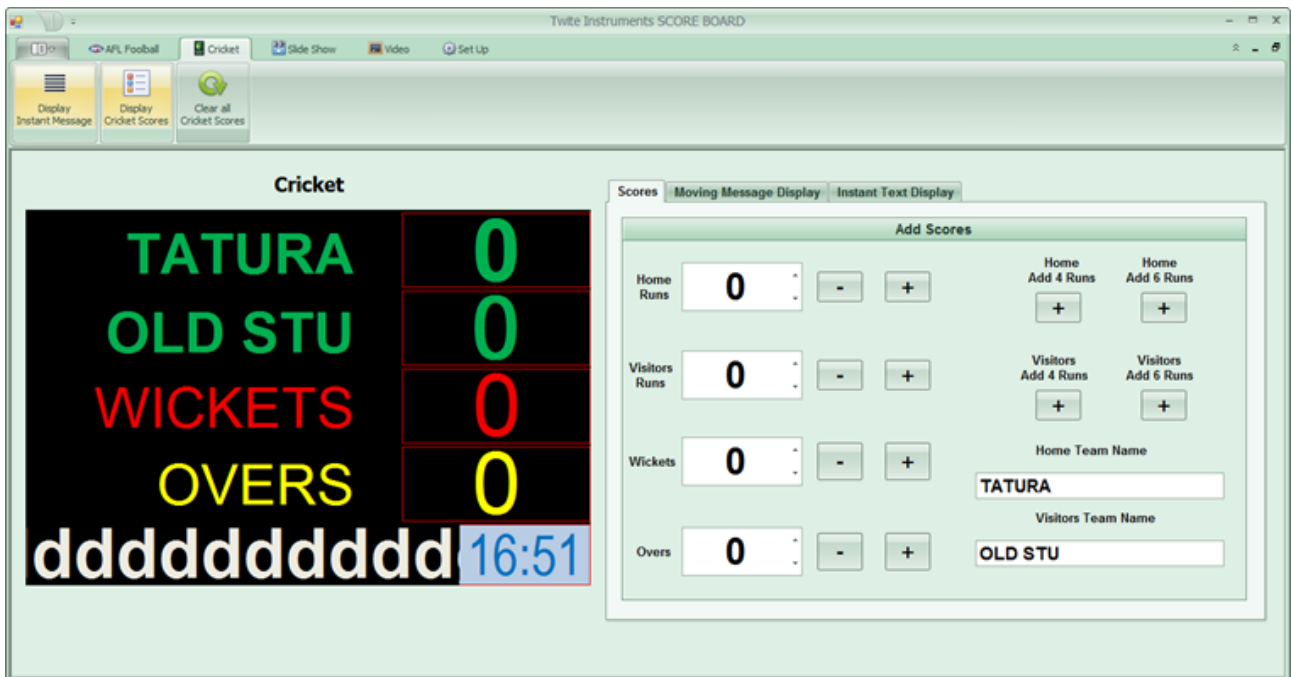 Twite Instruments SCORE BOARD
AFL Fooball Cricket Slide Show Video Set Up
Display Instant Message
Display Cricket Scores
Clear all Cricket Scores
Cricket
TATURA 0
OLD STU 0
WICKETS 0
OVERS 0
ddddddddddd 16:51
Scores Moving Message Display Instant Text Display
Add Scores
Home Runs 0 - +
Home Add 4 Runs +
Home Add 6 Runs +
Visitors Runs 0 - +
Visitors Add 4 Runs +
Visitors Add 6 Runs +
Wickets 0 - +
Home Team Name
TATURA
Visitors Team Name
Overs 0 - +
OLD STU